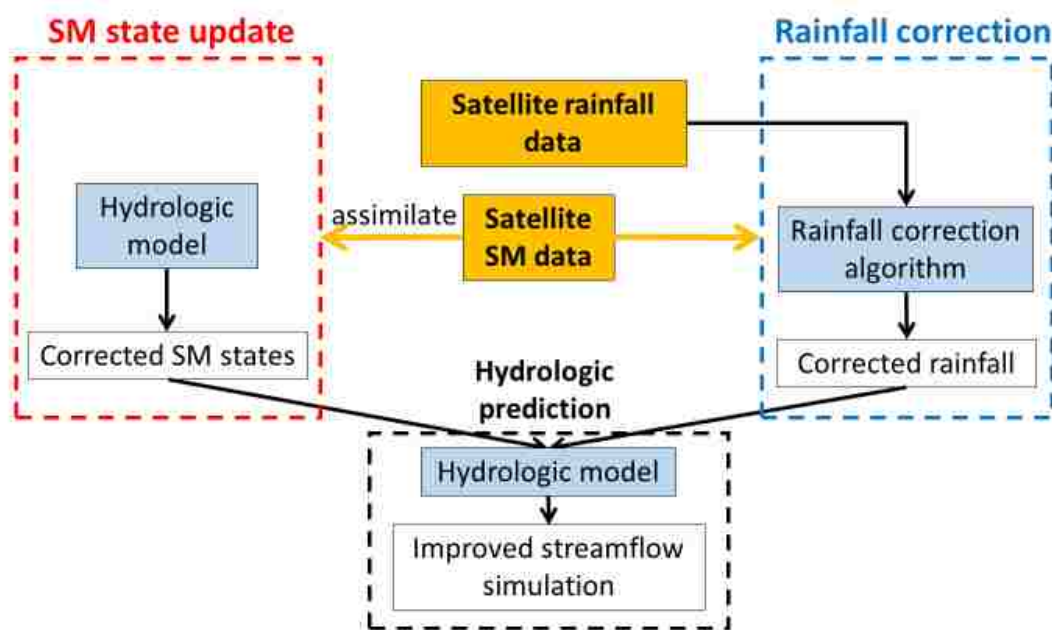 SM state update
Rainfall correction
Satellite rainfall
data
Hydrologic
model
assimilate
Satellite
SM data
Rainfall correction
algorithm
Corrected SM states
Corrected rainfall
Hydrologic
prediction
Hydrologic model
Improved streamflow
simulation